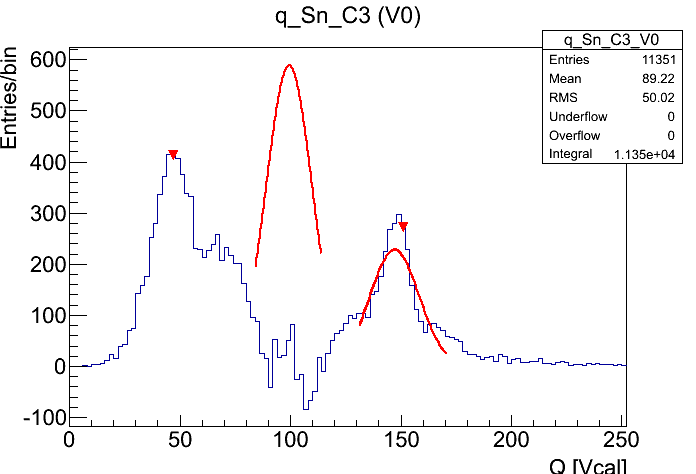 q_Sn_C3 (V0)
q_Sn_C3_V0
Entries 11351
Mean 89.22
RMS 50.02
Underflow 0
Overflow 0
Integral 1.135e+04
Entries/bin
600
500
400
300
200
100
0
-100
0 50 100 150 200 250
Q [Vcal]